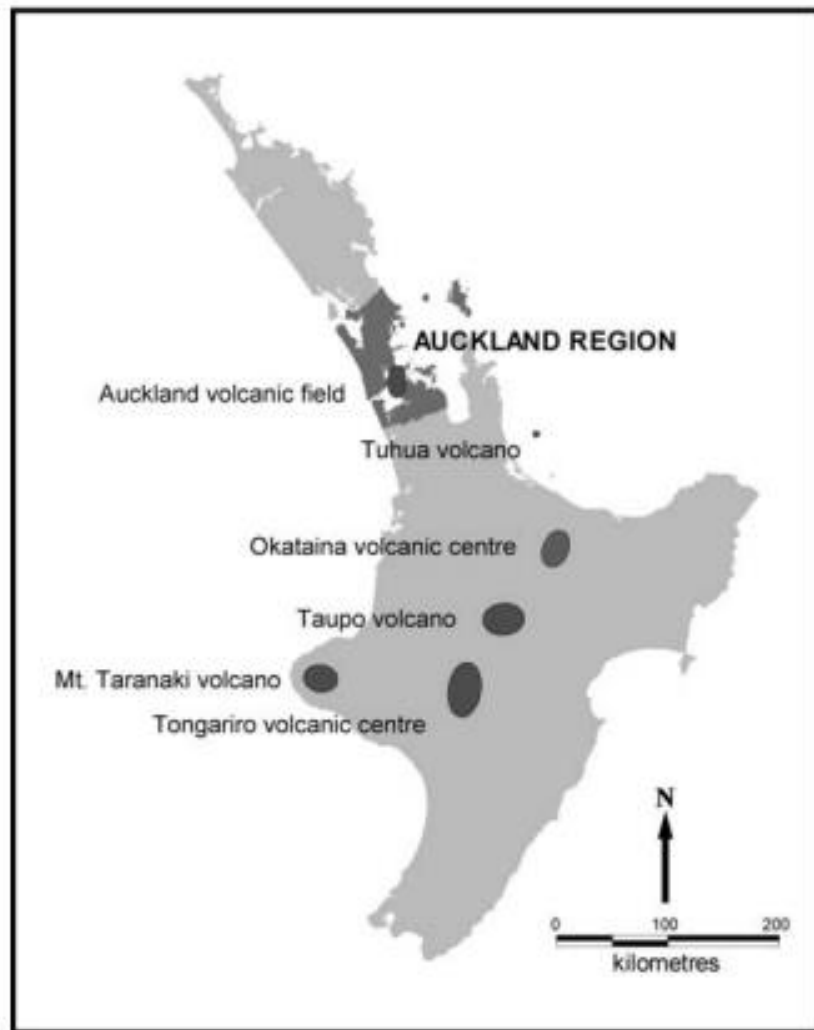 AUCKLAND REGION
Auckland volcanic field
Tuhua volcano
Okataina volcanic centre
Taupo volcano
Mt. Taranaki volcano
Tongariro volcanic centre
N
0 100 200
kilometres